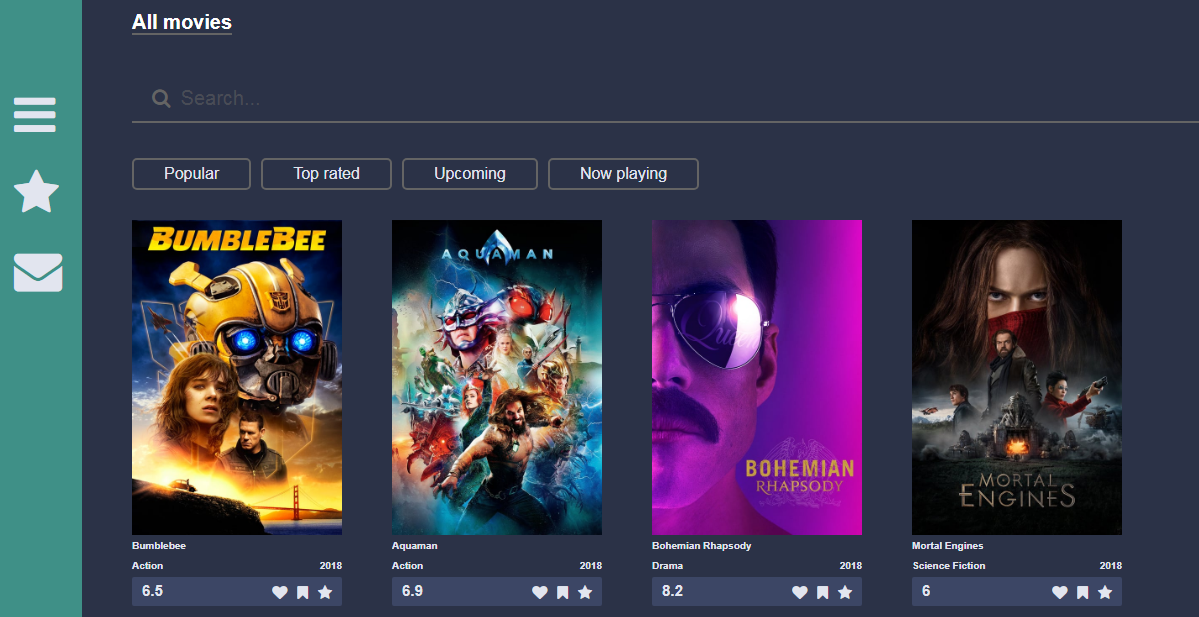 All movies
Search...
Popular
Top rated
Upcoming
Now playing
BUMBLEBEE
AQUAMAN
BOHEMIAN
RHAPSODY
MORTAL
ENGINES
Bumblebee
Action 2018
6.5
Aquaman
Action 2018
6.9
Bohemian Rhapsody
Drama 2018
8.2
Mortal Engines
Science Fiction 2018
6